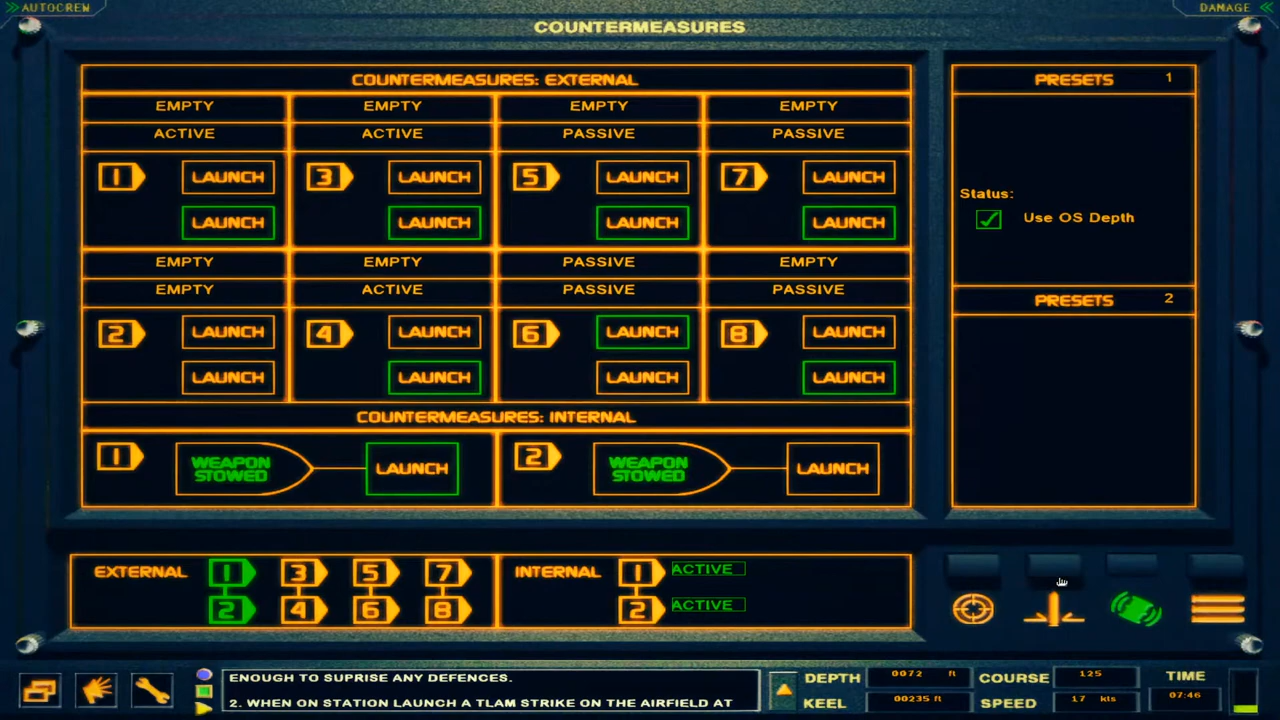 AUTOCREW
DAMAGE
COUNTERMEASURES
COUNTERMEASURES: EXTERNAL
EMPTY EMPTY EMPTY EMPTY
ACTIVE ACTIVE PASSIVE PASSIVE
1 LAUNCH 3 LAUNCH 5 LAUNCH 7 LAUNCH
LAUNCH LAUNCH LAUNCH LAUNCH
EMPTY EMPTY PASSIVE EMPTY
EMPTY ACTIVE PASSIVE PASSIVE
2 LAUNCH 4 LAUNCH 6 LAUNCH 8 LAUNCH
LAUNCH LAUNCH LAUNCH LAUNCH
COUNTERMEASURES: INTERNAL
1 WEAPON STOWED LAUNCH 2 WEAPON STOWED LAUNCH
PRESETS 1
Status:
Use OS Depth
PRESETS 2
EXTERNAL 1 3 5 7
2 4 6 8
INTERNAL 1 ACTIVE
2 ACTIVE
ENOUGH TO SUPRISE ANY DEFENCES.
2. WHEN ON STATION LAUNCH A TLAM STRIKE ON THE AIRFIELD AT
DEPTH 0072 ft COURSE 125 TIME
KEEL 00235 ft SPEED 17 kts 07:46